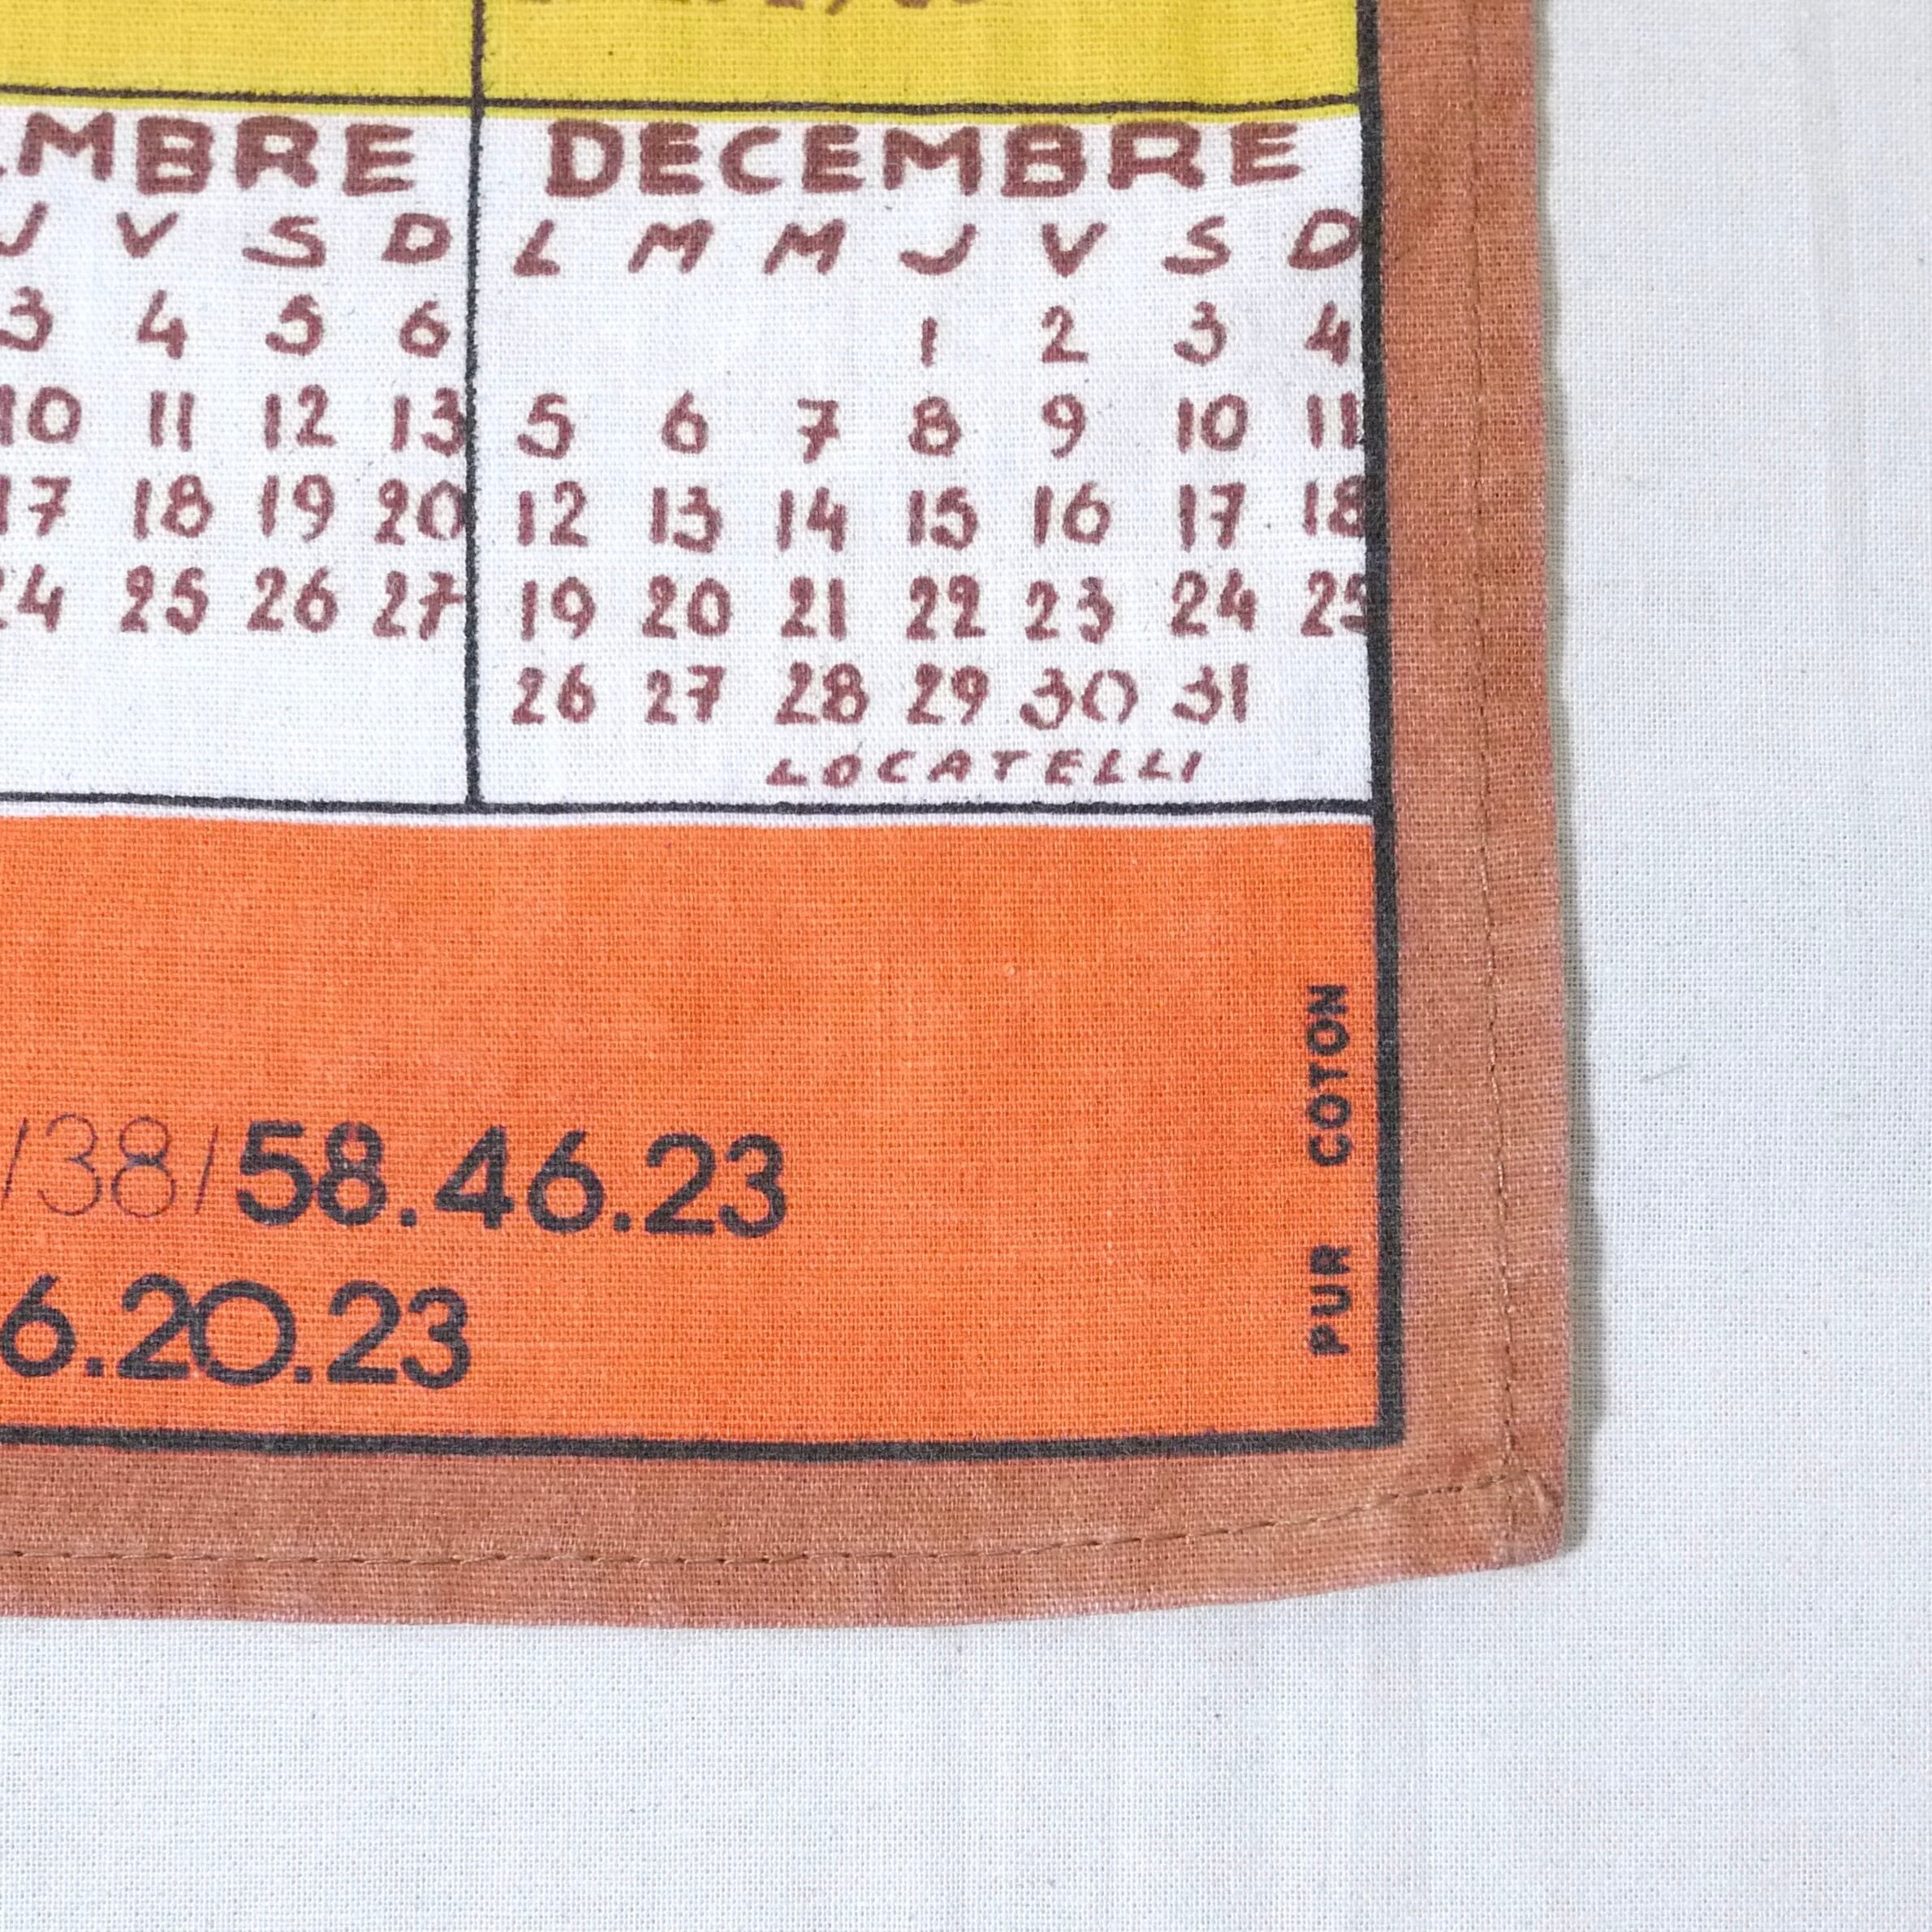 MBRE
J V S D
3 4 5 6
10 11 12 13
17 18 19 20
24 25 26 27
DECEMBRE
L M M J V S D
1 2 3 4
5 6 7 8 9 10 11
12 13 14 15 16 17 18
19 20 21 22 23 24 25
26 27 28 29 30 31
LOCATELLI
/38/58.46.23
6.20.23
PUR COTON